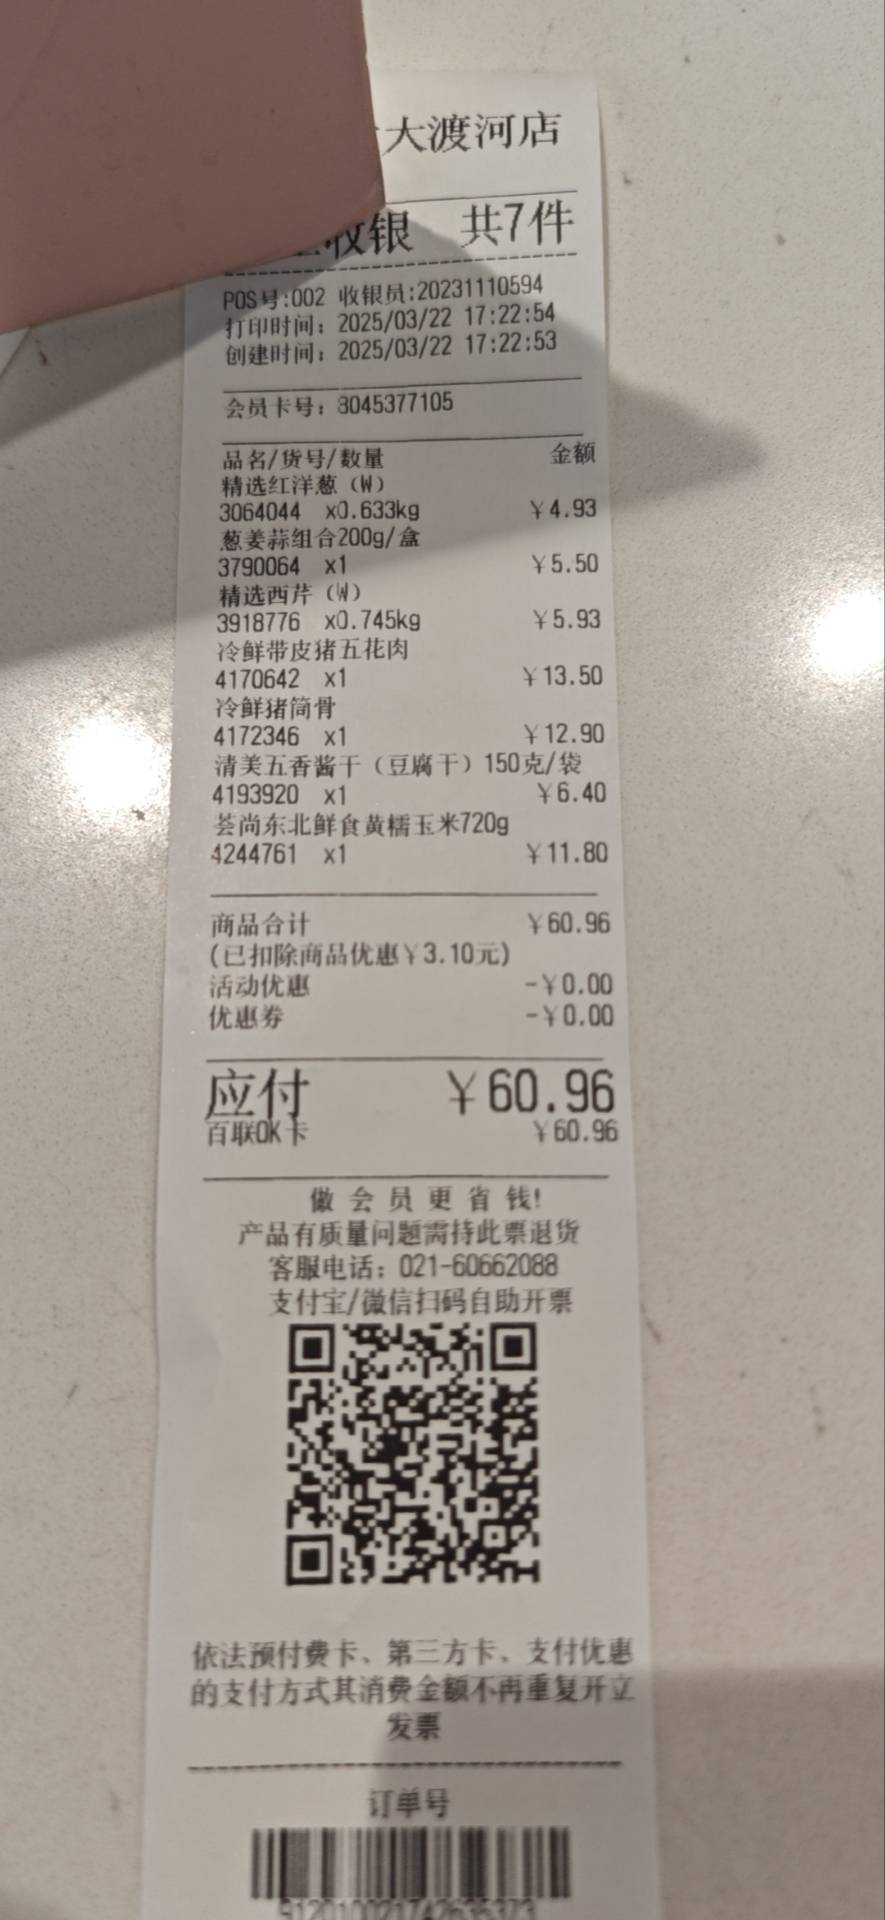 大渡河店
收银 共7件
POS号:002 收银员:20231110594
打印时间: 2025/03/22 17:22:54
创建时间: 2025/03/22 17:22:53
会员卡号: 3045377105
品名/货号/数量 金额
精选红洋葱(W)
3064044 x0.633kg ¥4.93
葱姜蒜组合200g/盒
3790064 x1 ¥5.50
精选西芹(W)
3918776 x0.745kg ¥5.93
冷鲜带皮猪五花肉
4170642 x1 ¥13.50
冷鲜猪筒骨
4172346 x1 ¥12.90
清美五香酱干(豆腐干)150克/袋
4193920 x1 ¥6.40
荟尚东北鲜食黄糯玉米720g
4244761 x1 ¥11.80
商品合计 ¥60.96
(已扣除商品优惠¥3.10元)
活动优惠 -¥0.00
优惠券 -¥0.00
应付 ¥60.96
百联OK卡 ¥60.96
做会员更省钱!
产品有质量问题需持此票退货
客服电话: 021-60662088
支付宝/微信扫码自助开票
依法预付费卡、第三方卡、支付优惠
的支付方式其消费金额不再重复开立
发票
订单号